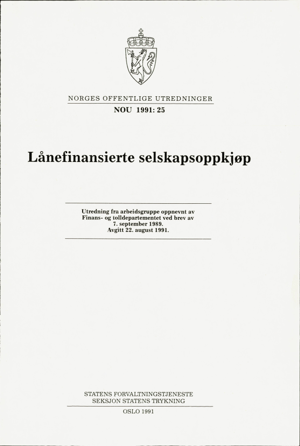 NORGES OFFENTLIGE UTREDNINGER
NOU 1991: 25
Lånefinansierte selskapsoppkjøp
Utredning fra arbeidsgruppe oppnevnt av
Finans- og tolldepartementet ved brev av
7. september 1989.
Avgitt 22. august 1991.
STATENS FORVALTNINGSTJENESTE
SEKSJON STATENS TRYKNING
OSLO 1991